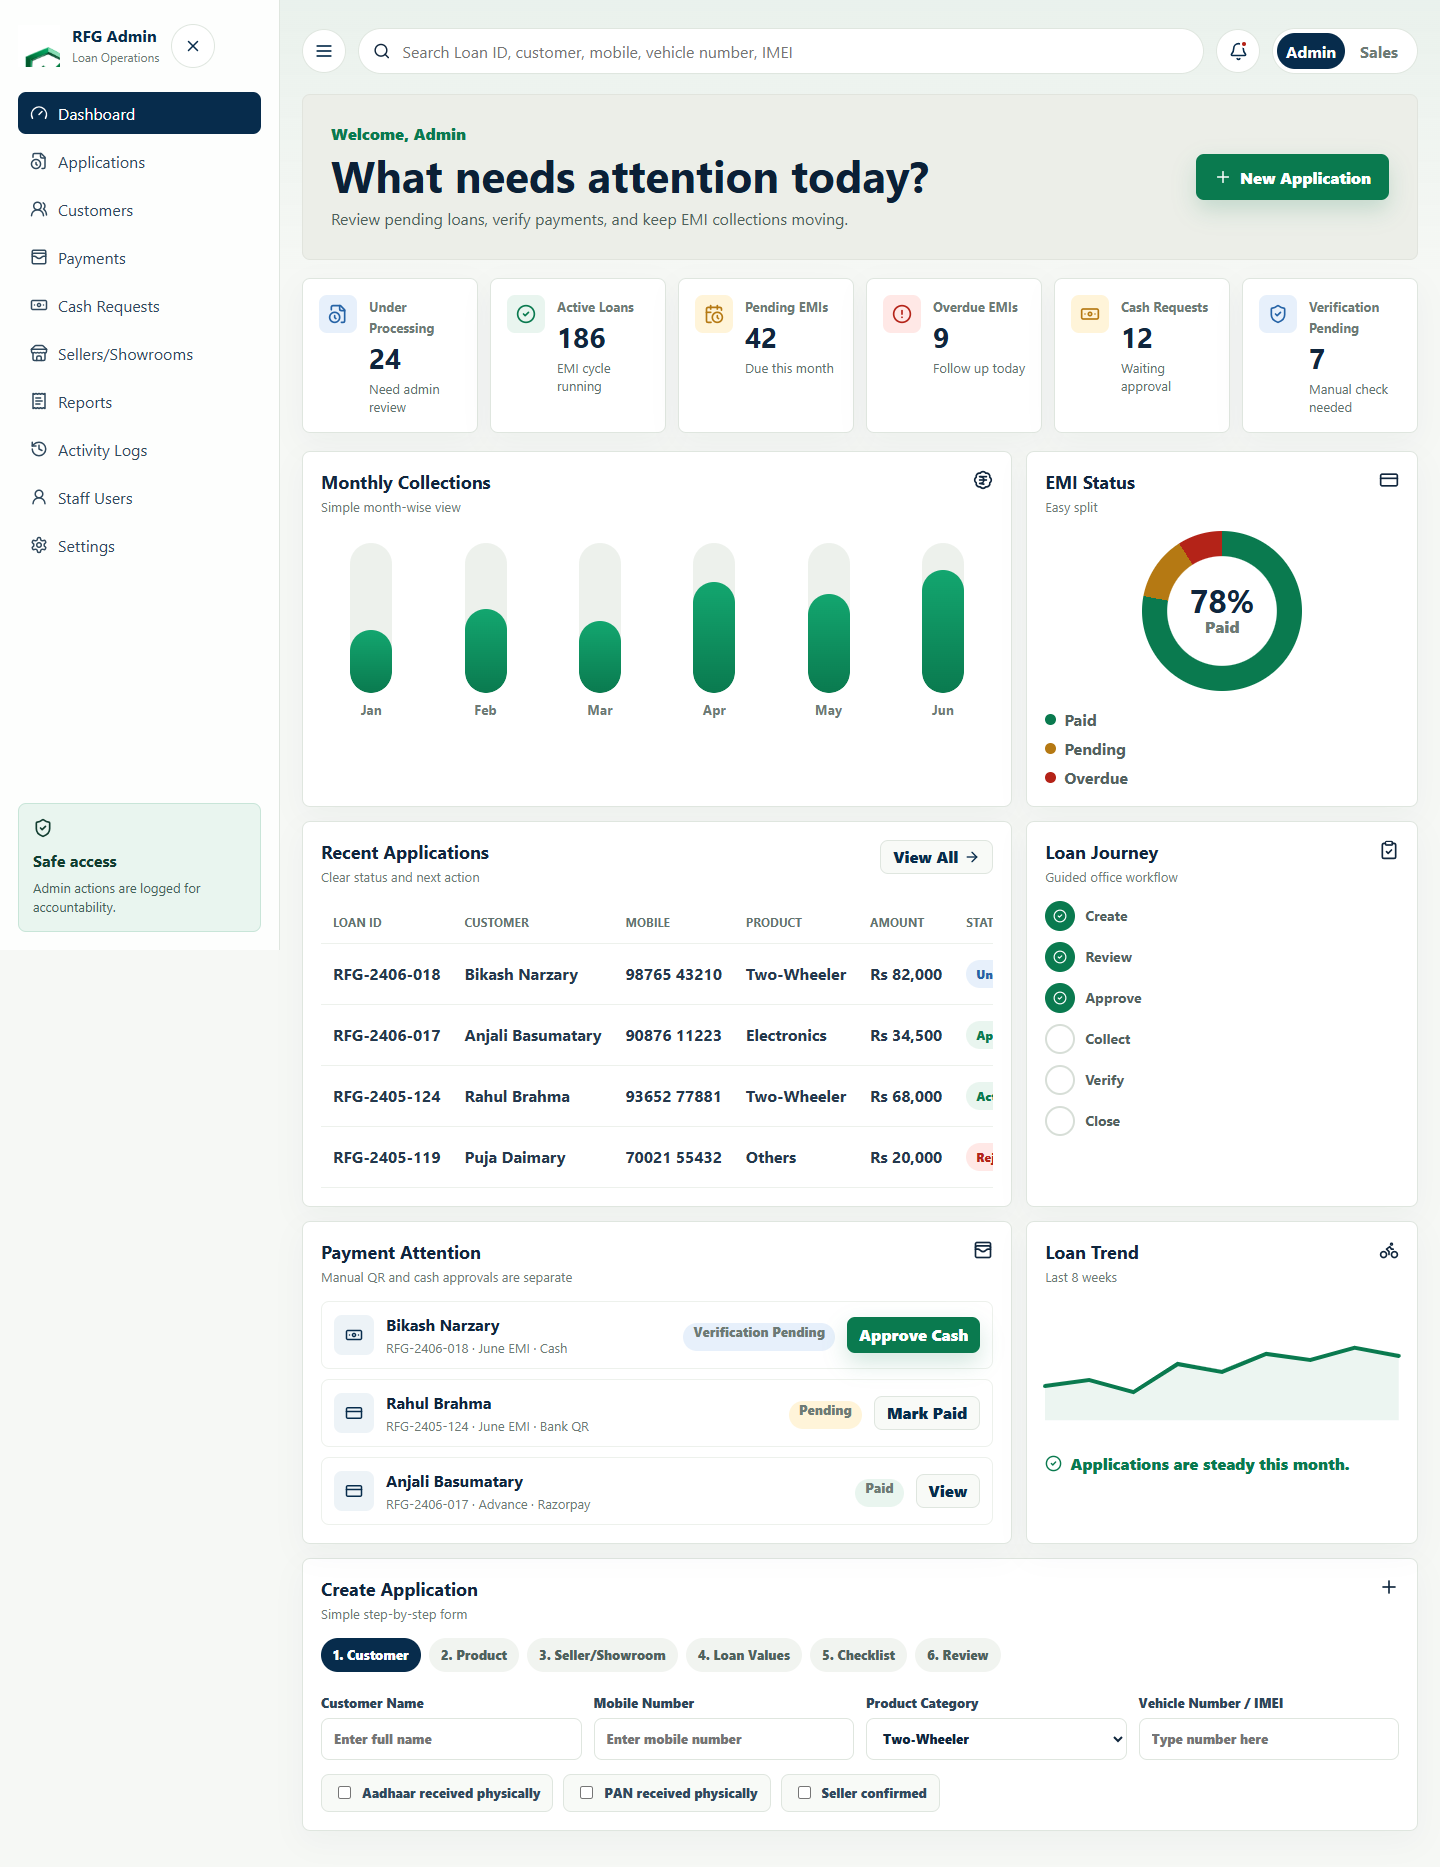 RFG Admin
Loan Operations
Dashboard
Applications
Customers
Payments
Cash Requests
Sellers/Showrooms
Reports
Activity Logs
Staff Users
Settings
Safe access
Admin actions are logged for
accountability.
Search Loan ID, customer, mobile, vehicle number, IMEI
Admin
Sales
Welcome, Admin
What needs attention today?
Review pending loans, verify payments, and keep EMI collections moving.
New Application
Under
Processing
24
Need admin
review
Active Loans
186
EMI cycle
running
Pending EMIs
42
Due this month
Overdue EMIs
9
Follow up today
Cash Requests
12
Waiting
approval
Verification
Pending
7
Manual check
needed
Monthly Collections
Simple month-wise view
Jan Feb Mar Apr May Jun
EMI Status
Easy split
78%
Paid
Paid
Pending
Overdue
Recent Applications
Clear status and next action
View All
LOAN ID CUSTOMER MOBILE PRODUCT AMOUNT STAT
RFG-2406-018 Bikash Narzary 98765 43210 Two-Wheeler Rs 82,000 Un
RFG-2406-017 Anjali Basumatary 90876 11223 Electronics Rs 34,500 Ap
RFG-2405-124 Rahul Brahma 93652 77881 Two-Wheeler Rs 68,000 Act
RFG-2405-119 Puja Daimary 70021 55432 Others Rs 20,000 Rej
Loan Journey
Guided office workflow
Create
Review
Approve
Collect
Verify
Close
Payment Attention
Manual QR and cash approvals are separate
Bikash Narzary
RFG-2406-018 · June EMI · Cash
Verification Pending
Approve Cash
Rahul Brahma
RFG-2405-124 · June EMI · Bank QR
Pending
Mark Paid
Anjali Basumatary
RFG-2406-017 · Advance · Razorpay
Paid
View
Loan Trend
Last 8 weeks
Applications are steady this month.
Create Application
Simple step-by-step form
1. Customer
2. Product
3. Seller/Showroom
4. Loan Values
5. Checklist
6. Review
Customer Name
Enter full name
Mobile Number
Enter mobile number
Product Category
Two-Wheeler
Vehicle Number / IMEI
Type number here
Aadhaar received physically
PAN received physically
Seller confirmed